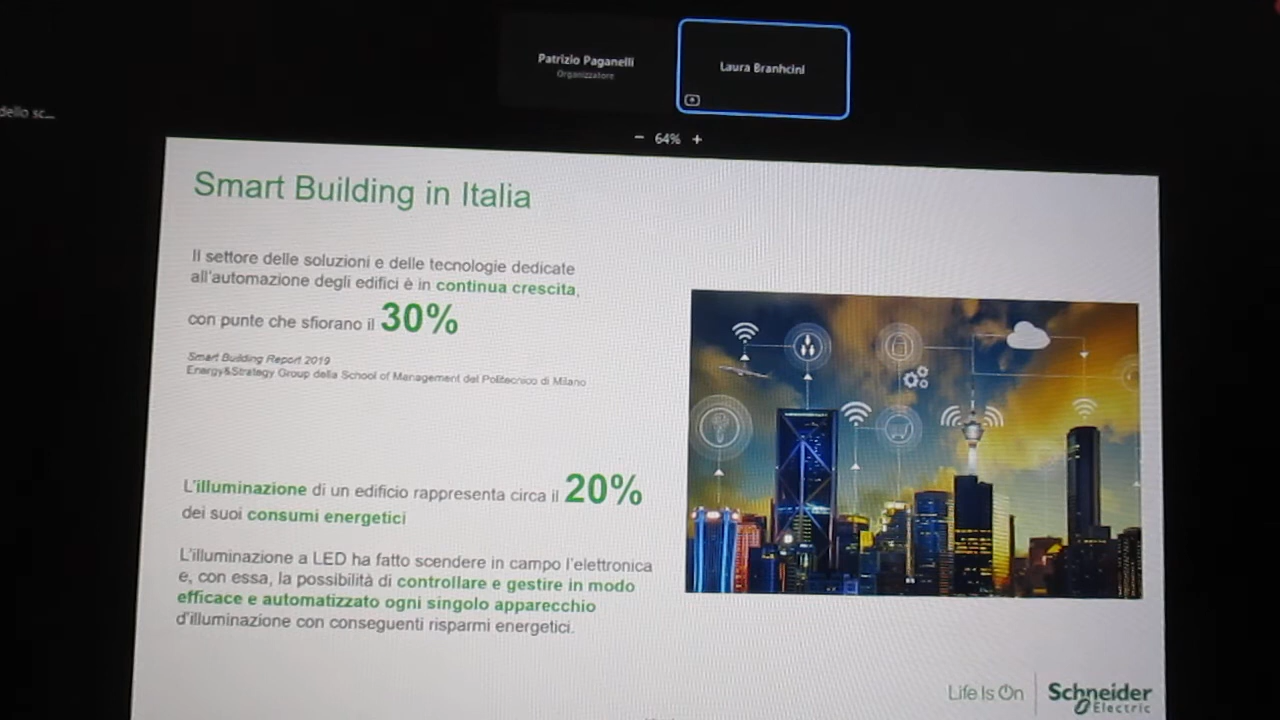 Patrizio Paganelli
Organizzatore
Laura Branhcini
dello sc...
− 64% +
Smart Building in Italia
Il settore delle soluzioni e delle tecnologie dedicate
all'automazione degli edifici è in continua crescita,
con punte che sfiorano il 30%
Smart Building Report 2019
Energy&Strategy Group della School of Management del Politecnico di Milano
L'illuminazione di un edificio rappresenta circa il 20%
dei suoi consumi energetici
L'illuminazione a LED ha fatto scendere in campo l'elettronica
e, con essa, la possibilità di controllare e gestire in modo
efficace e automatizzato ogni singolo apparecchio
d'illuminazione con conseguenti risparmi energetici.
Life Is On
Schneider
Electric